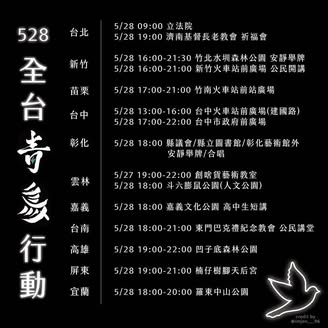 528
全台青鳥行動
台北
5/28 09:00 立法院
5/28 19:00 濟南基督長老教會 祈福會
新竹
5/28 16:00-21:30 竹北水圳森林公園 安靜舉牌
5/28 16:00-21:00 新竹火車站前廣場 公民開講
苗栗
5/28 17:00-21:00 竹南火車站前站廣場
台中
5/28 13:00-16:00 台中火車站前廣場(建國路)
5/28 17:00-22:00 台中市政府前廣場
彰化
5/28 18:00 縣議會/縣立圖書館/彰化藝術館外
安靜舉牌/合唱
雲林
5/27 19:00-22:00 創啥貨藝術教室
5/28 18:00 斗六膨鼠公園(人文公園)
嘉義
5/28 18:00 嘉義文化公園 高中生短講
台南
5/28 18:00-21:00 東門巴克禮紀念教會 公民講堂
高雄
5/28 19:00-22:00 凹子底森林公園
屏東
5/28 19:00-21:00 楠仔樹腳天后宮
宜蘭
5/28 18:00-20:00 羅東中山公園
credit by